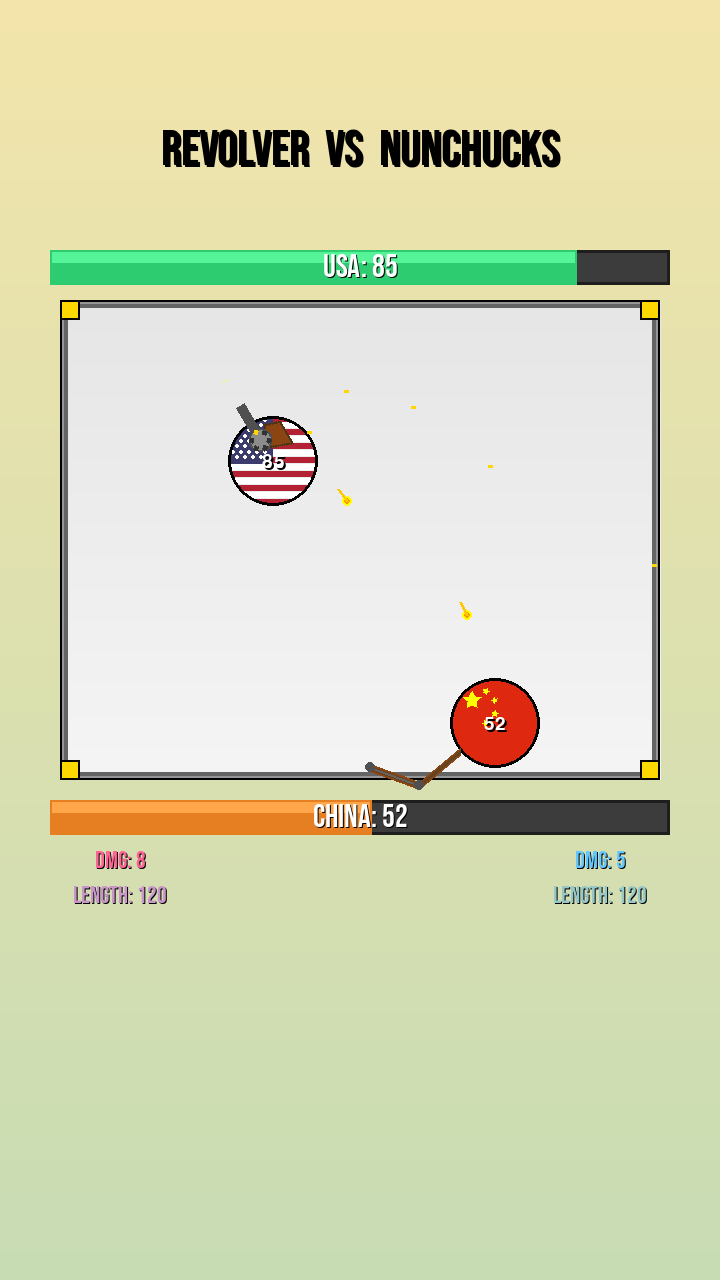 REVOLVER VS NUNCHUCKS
USA: 85
85
52
CHINA: 52
DMG: 8
DMG: 5
LENGTH: 120
LENGTH: 120